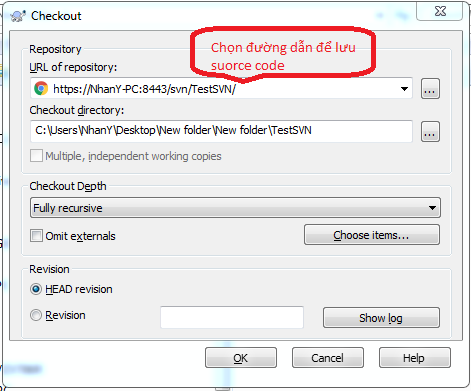 Checkout
Repository
Chọn đường dẫn để lưu
suorce code
URL of repository:
https://NhanY-PC:8443/svn/TestSVN/
...
Checkout directory:
C:\Users\NhanY\Desktop\New folder\New folder\TestSVN
...
Multiple, independent working copies
Checkout Depth
Fully recursive
Omit externals
Choose items...
Revision
HEAD revision
Revision
Show log
OK
Cancel
Help